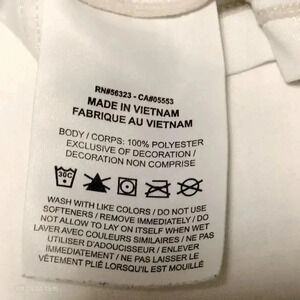 RN#56323 - CA#05553
MADE IN VIETNAM
FABRIQUE AU VIETNAM
BODY / CORPS: 100% POLYESTER
EXCLUSIVE OF DECORATION /
DECORATION NON COMPRISE
30C
WASH WITH LIKE COLORS / DO NOT USE
SOFTENERS / REMOVE IMMEDIATELY / DO
NOT ALLOW TO LAY ON ITSELF WHEN WET
LAVER AVEC COULEURS SIMILAIRES / NE PAS
UTILISER D'ADOUCISSEUR / ENLEVER
IMMEDIATEMENT / NE PAS LAISSER LE
VÊTEMENT PLIÉ LORSQU'IL EST MOUILLÉ